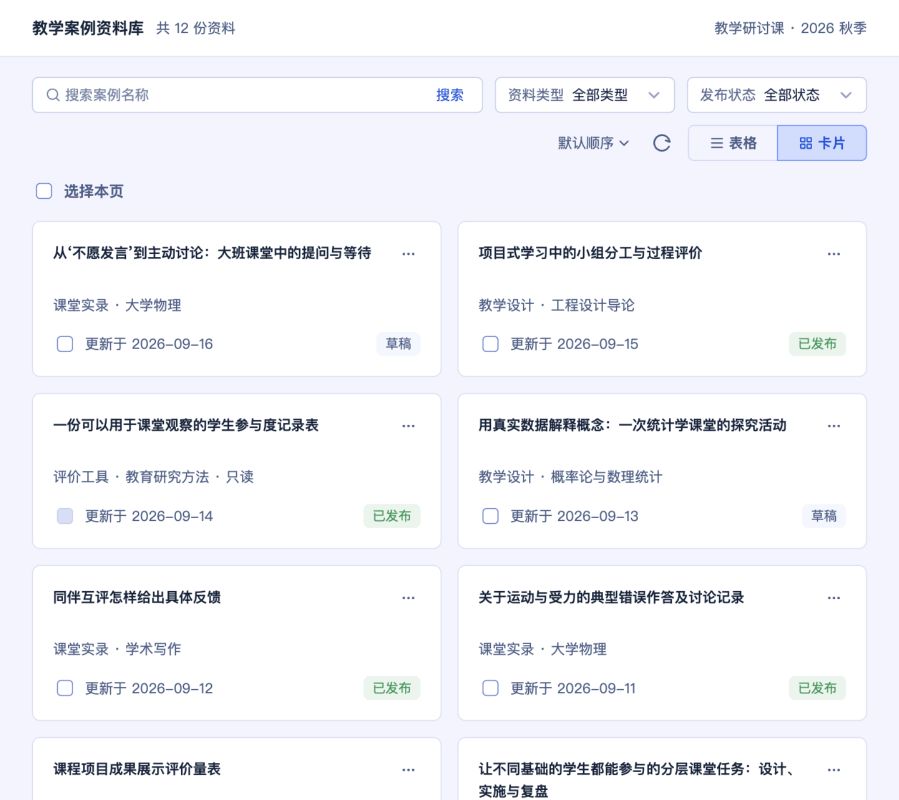 教学案例资料库 共 12 份资料
教学研讨课 · 2026 秋季
搜索案例名称 搜索
资料类型 全部类型
发布状态 全部状态
默认顺序
表格
卡片
选择本页
从‘不愿发言’到主动讨论：大班课堂中的提问与等待 ···
课堂实录 · 大学物理
更新于 2026-09-16 草稿
项目式学习中的小组分工与过程评价 ···
教学设计 · 工程设计导论
更新于 2026-09-15 已发布
一份可以用于课堂观察的学生参与度记录表 ···
评价工具 · 教育研究方法 · 只读
更新于 2026-09-14 已发布
用真实数据解释概念：一次统计学课堂的探究活动 ···
教学设计 · 概率论与数理统计
更新于 2026-09-13 草稿
同伴互评怎样给出具体反馈 ···
课堂实录 · 学术写作
更新于 2026-09-12 已发布
关于运动与受力的典型错误作答及讨论记录 ···
课堂实录 · 大学物理
更新于 2026-09-11 已发布
课程项目成果展示评价量表 ···
让不同基础的学生都能参与的分层课堂任务：设计、 ···
实施与复盘